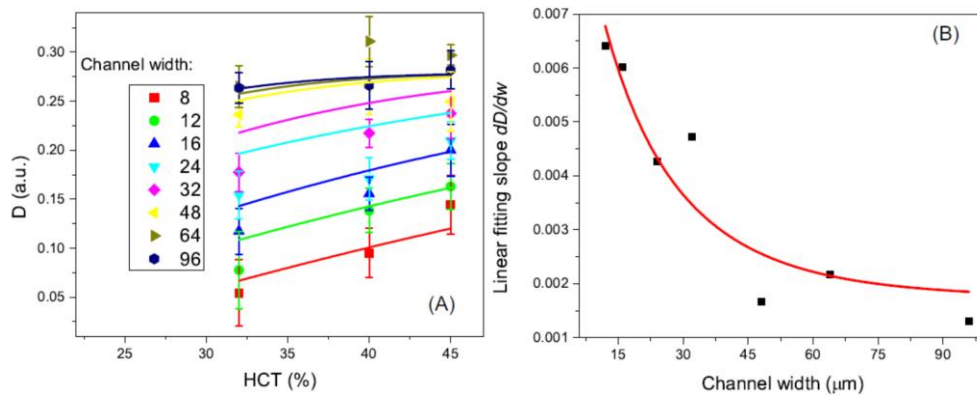 (A)
D (a.u.)
0.30
0.25
0.20
0.15
0.10
0.05
Channel width:
8
12
16
24
32
48
64
96
25 30 35 40 45
HCT (%)
(B)
Linear fitting slope dD/dw
0.007
0.006
0.005
0.004
0.003
0.002
0.001
15 30 45 60 75 90
Channel width (μm)